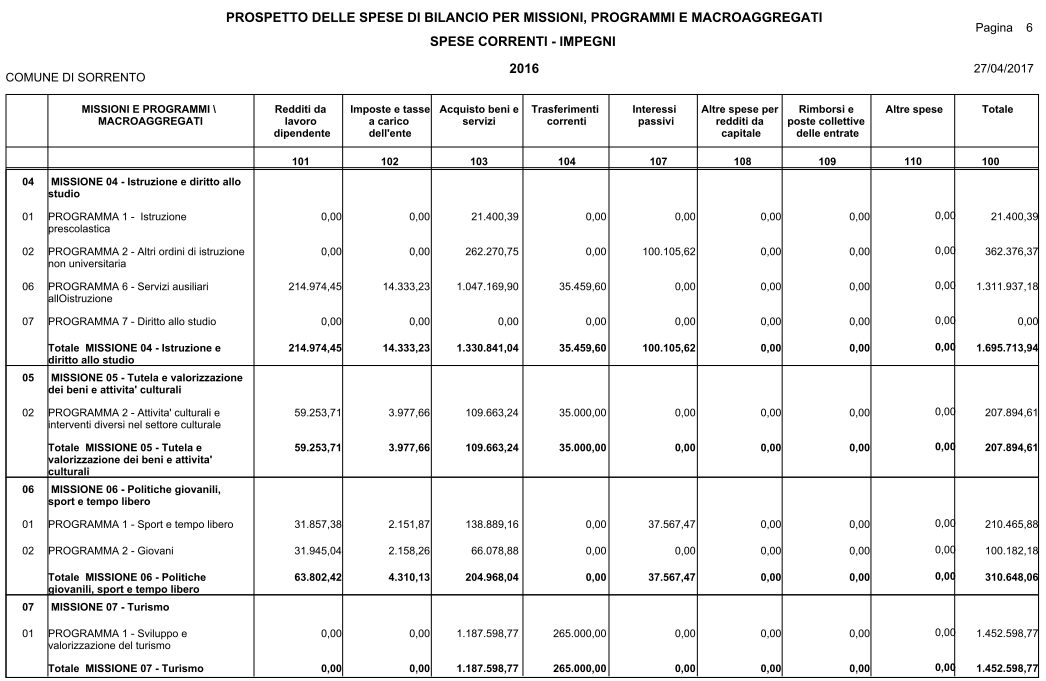 PROSPETTO DELLE SPESE DI BILANCIO PER MISSIONI, PROGRAMMI E MACROAGGREGATI
Pagina 6
SPESE CORRENTI - IMPEGNI
2016
27/04/2017
COMUNE DI SORRENTO
MISSIONI E PROGRAMMI \ MACROAGGREGATI Redditi da lavoro dipendente Imposte e tasse a carico dell'ente Acquisto beni e servizi Trasferimenti correnti Interessi passivi Altre spese per redditi da capitale Rimborsi e poste collettive delle entrate Altre spese Totale
101 102 103 104 107 108 109 110 100
04 MISSIONE 04 - Istruzione e diritto allo
studio
01 PROGRAMMA 1 - Istruzione 0,00 0,00 21.400,39 0,00 0,00 0,00 0,00 0,00 21.400,39
prescolastica
02 PROGRAMMA 2 - Altri ordini di istruzione 0,00 0,00 262.270,75 0,00 100.105,62 0,00 0,00 0,00 362.376,37
non universitaria
06 PROGRAMMA 6 - Servizi ausiliari 214.974,45 14.333,23 1.047.169,90 35.459,60 0,00 0,00 0,00 0,00 1.311.937,18
allOistruzione
07 PROGRAMMA 7 - Diritto allo studio 0,00 0,00 0,00 0,00 0,00 0,00 0,00 0,00 0,00
Totale MISSIONE 04 - Istruzione e 214.974,45 14.333,23 1.330.841,04 35.459,60 100.105,62 0,00 0,00 0,00 1.695.713,94
diritto allo studio
05 MISSIONE 05 - Tutela e valorizzazione
dei beni e attivita' culturali
02 PROGRAMMA 2 - Attivita' culturali e 59.253,71 3.977,66 109.663,24 35.000,00 0,00 0,00 0,00 0,00 207.894,61
interventi diversi nel settore culturale
Totale MISSIONE 05 - Tutela e 59.253,71 3.977,66 109.663,24 35.000,00 0,00 0,00 0,00 0,00 207.894,61
valorizzazione dei beni e attivita'
culturali
06 MISSIONE 06 - Politiche giovanili,
sport e tempo libero
01 PROGRAMMA 1 - Sport e tempo libero 31.857,38 2.151,87 138.889,16 0,00 37.567,47 0,00 0,00 0,00 210.465,88
02 PROGRAMMA 2 - Giovani 31.945,04 2.158,26 66.078,88 0,00 0,00 0,00 0,00 0,00 100.182,18
Totale MISSIONE 06 - Politiche 63.802,42 4.310,13 204.968,04 0,00 37.567,47 0,00 0,00 0,00 310.648,06
giovanili, sport e tempo libero
07 MISSIONE 07 - Turismo
01 PROGRAMMA 1 - Sviluppo e 0,00 0,00 1.187.598,77 265.000,00 0,00 0,00 0,00 0,00 1.452.598,77
valorizzazione del turismo
Totale MISSIONE 07 - Turismo 0,00 0,00 1.187.598,77 265.000,00 0,00 0,00 0,00 0,00 1.452.598,77